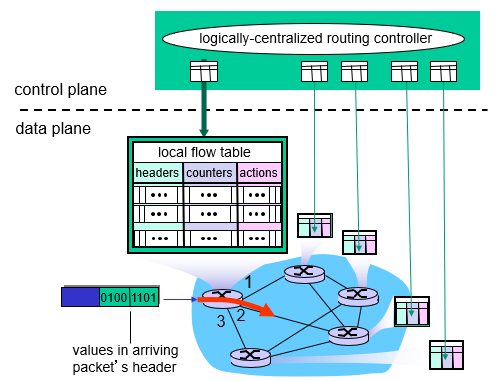 logically-centralized routing controller
control plane
data plane
local flow table
headers counters actions
1
2
3
0100 1101
values in arriving
packet's header